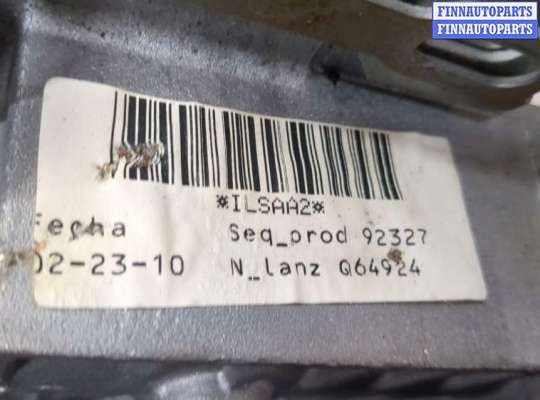 FINNAUTOPARTS
FINNAUTOPARTS
*ILSAA2*
Fecha Seq_prod 92327
02-23-10 N_lanz Q64924